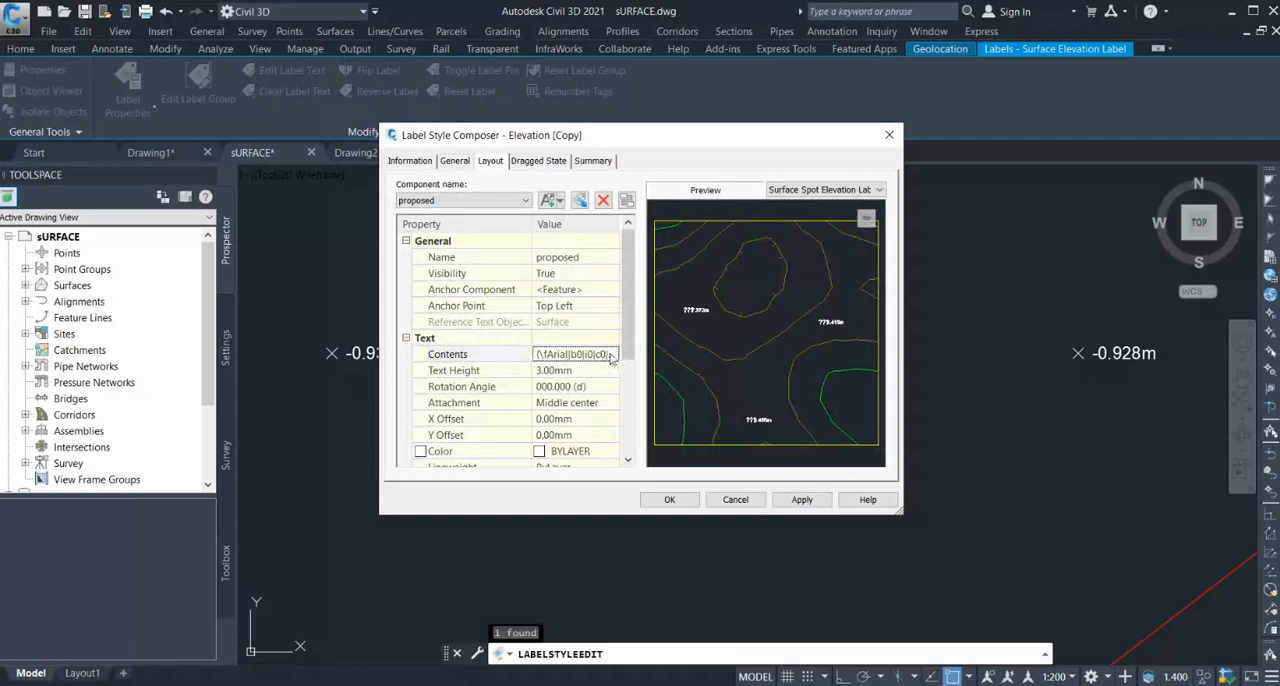 Civil 3D
Autodesk Civil 3D 2021 sURFACE.dwg
Type a keyword or phrase
Sign In
C3D
File Edit View Insert General Survey Points Surfaces Lines/Curves Parcels Grading Alignments Profiles Corridors Sections Pipes Annotation Inquiry Window Express
Home Insert Annotate Modify Analyze View Manage Output Survey Rail Transparent InfraWorks Collaborate Help Add-ins Express Tools Featured Apps Geolocation Labels - Surface Elevation Label
Properties
Object Viewer
Isolate Objects
Label Properties
Edit Label Group
Edit Label Text
Clear Label Text
Flip Label
Reverse Label
Toggle Label Pin
Reset Label
Reset Label Group
Renumber Tags
General Tools
Modify
Start Drawing1* sURFACE* Drawing2
TOOLSPACE
Active Drawing View
sURFACE
Points
Point Groups
Surfaces
Alignments
Feature Lines
Sites
Catchments
Pipe Networks
Pressure Networks
Corridors
Assemblies
Intersections
Survey
View Frame Groups
Prospector
Settings
Survey
Toolbox
[-][Top][2D Wireframe]
Label Style Composer - Elevation [Copy]
Information General Layout Dragged State Summary
Component name:
proposed
Preview
Surface Spot Elevation Lab
Property Value
General
Name proposed
Visibility True
Anchor Component <Feature>
Anchor Point Top Left
Reference Text Objec... Surface
Text
Contents
Text Height 3.00mm
Rotation Angle 000.000 (d)
Attachment Middle center
X Offset 0.00mm
Y Offset 0.00mm
Color BYLAYER
Lineweight ByLayer
OK Cancel Apply Help
-0.928m
N
W TOP E
S
WCS
Y
X
1 found
LABELSTYLEEDIT
Model Layout1
MODEL
1:200
1.400